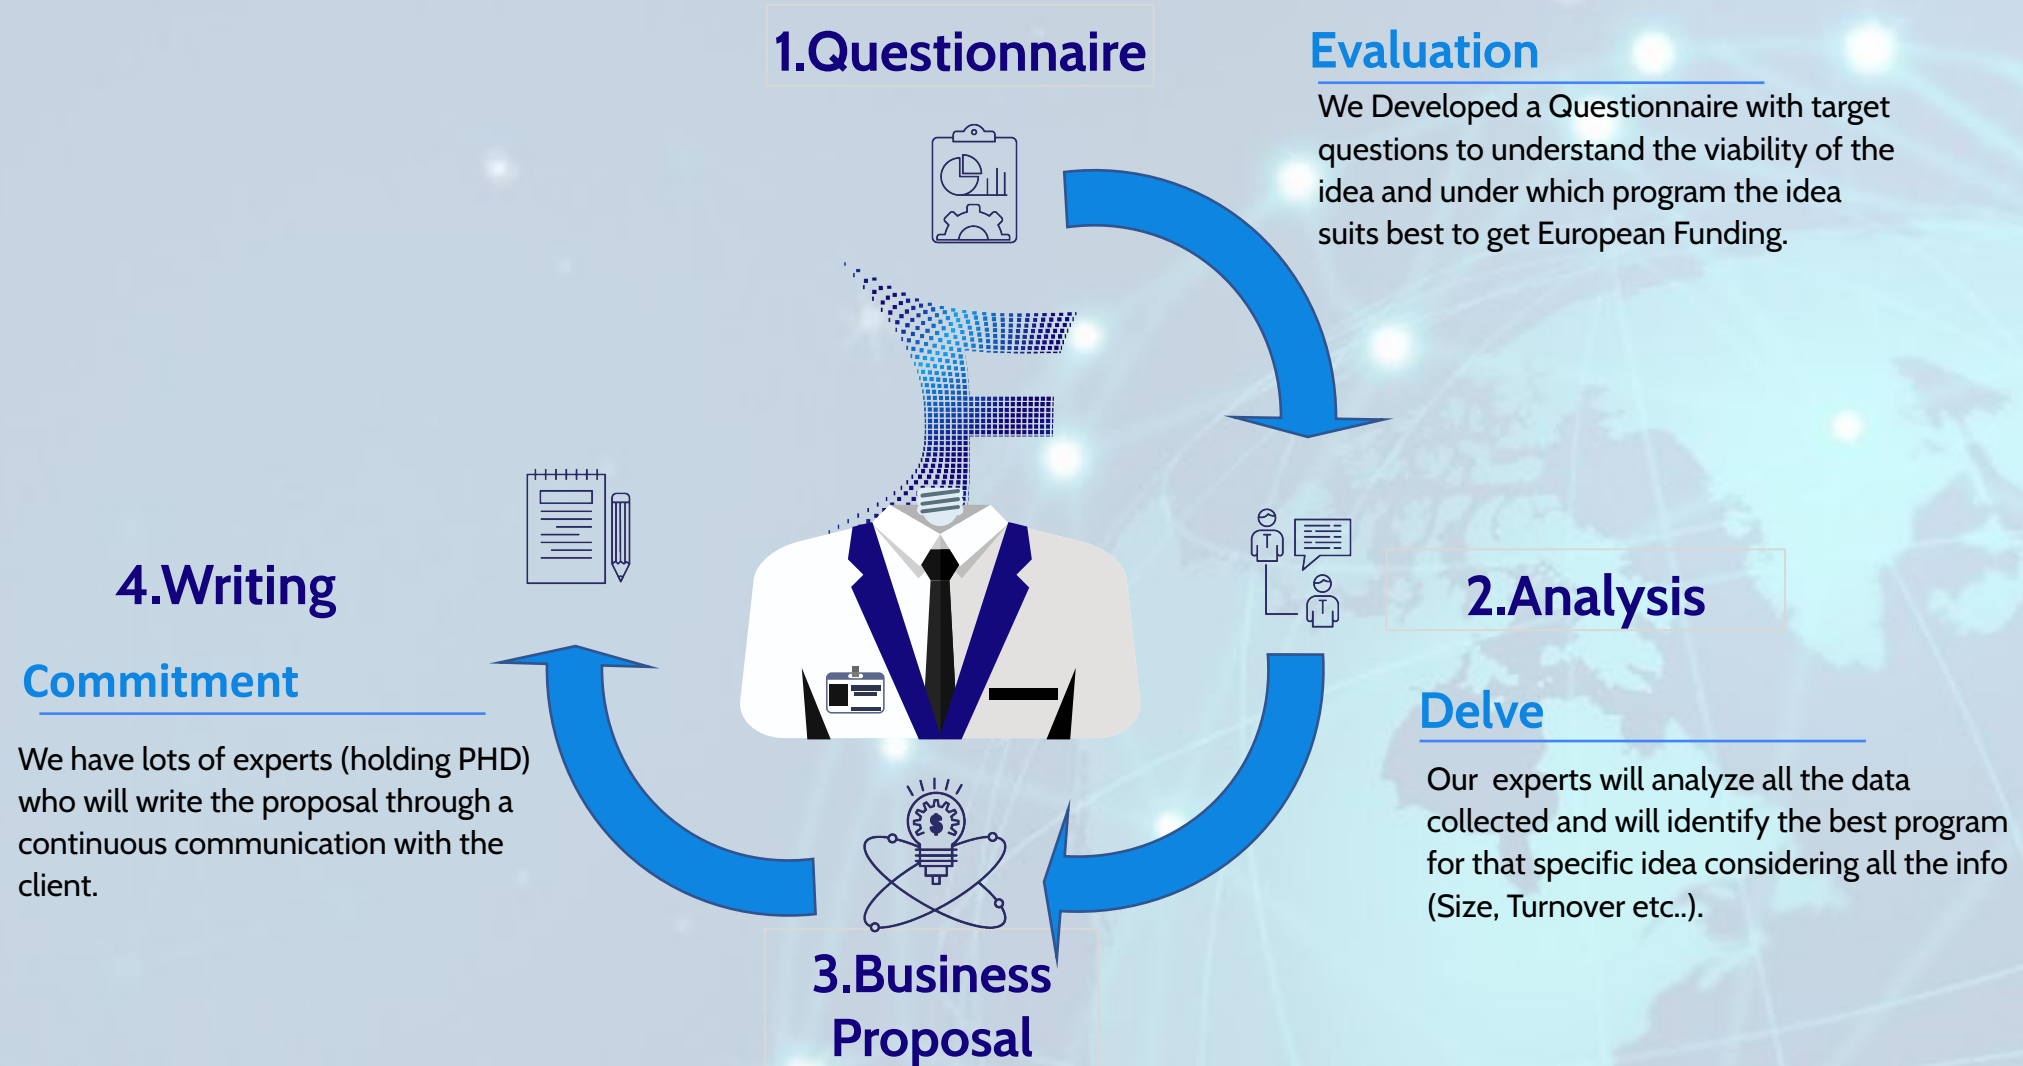 1.Questionnaire
Evaluation
We Developed a Questionnaire with target
questions to understand the viability of the
idea and under which program the idea
suits best to get European Funding.
2.Analysis
Delve
Our experts will analyze all the data
collected and will identify the best program
for that specific idea considering all the info
(Size, Turnover etc..).
3.Business
Proposal
4.Writing
Commitment
We have lots of experts (holding PHD)
who will write the proposal through a
continuous communication with the
client.